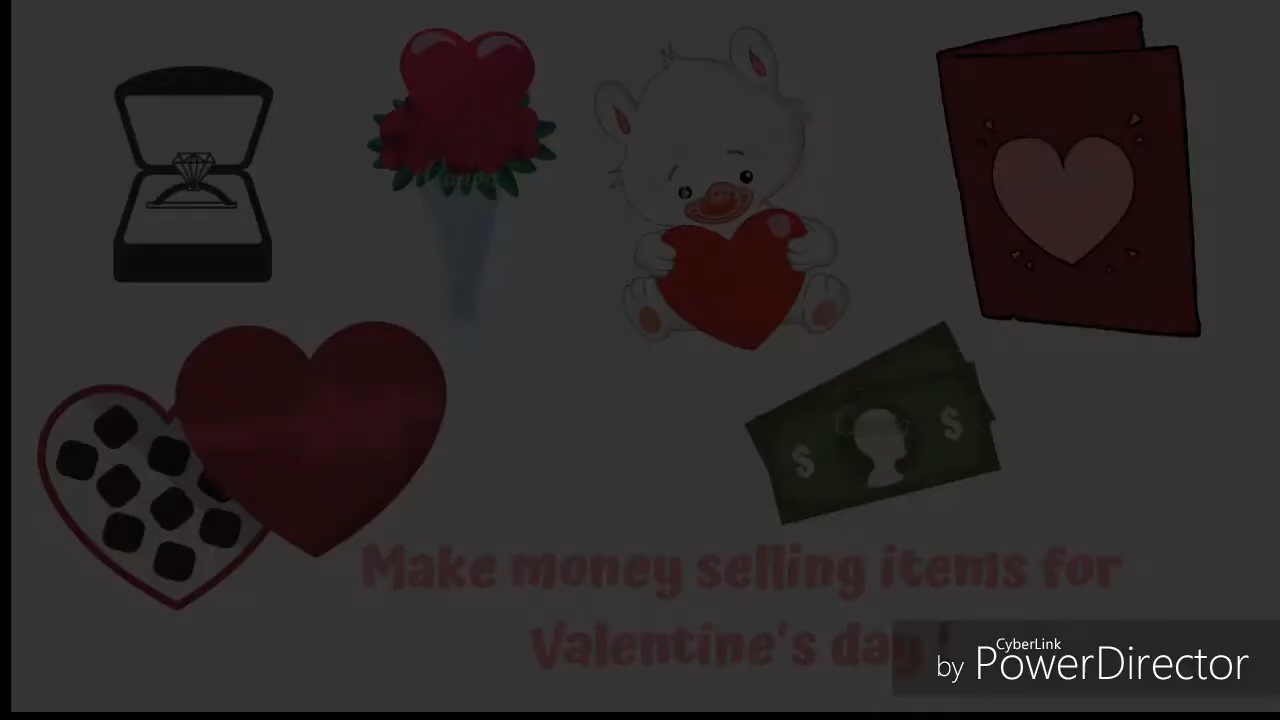 $ $
Make money selling items for
Valentine's day!
CyberLink
by PowerDirector